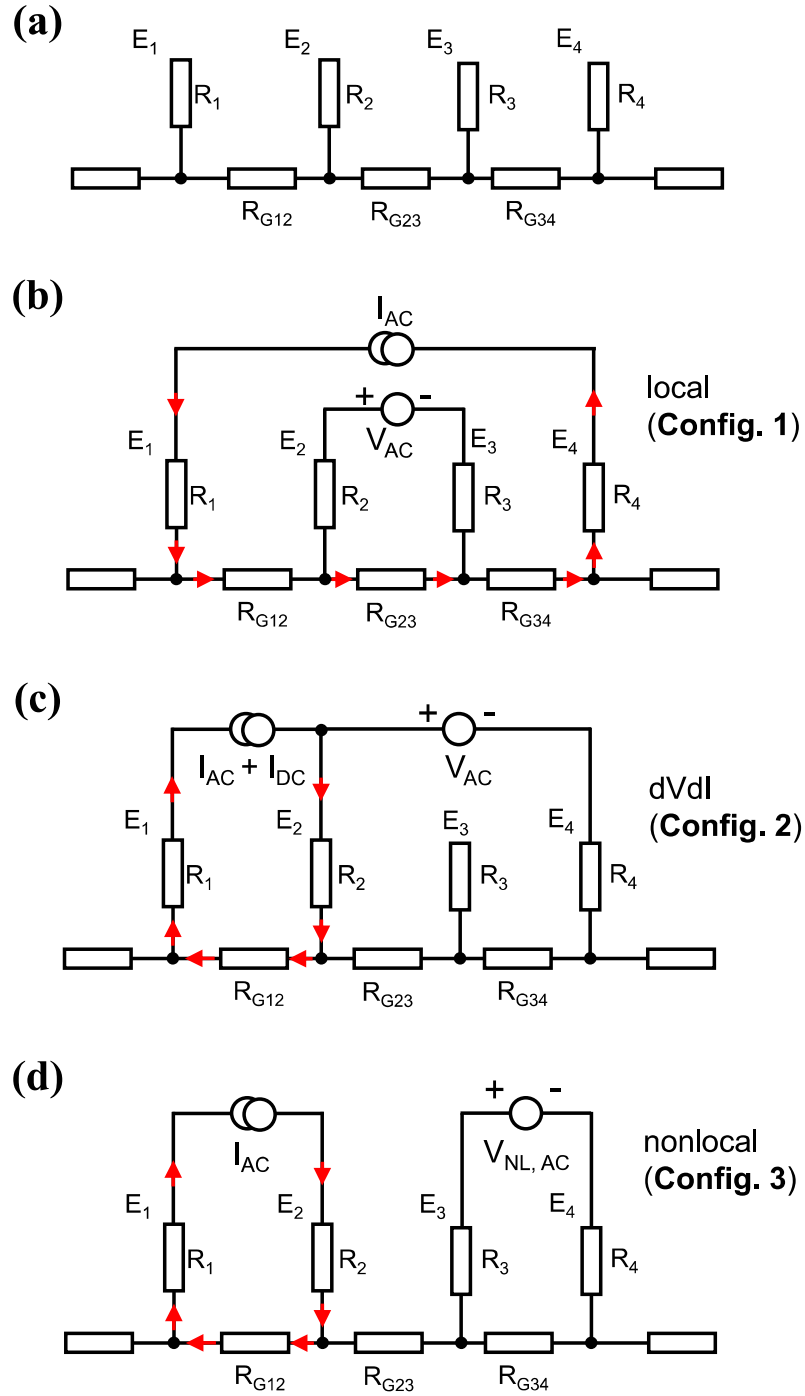 (a)
E1 E2 E3 E4
R1 R2 R3 R4
RG12 RG23 RG34
(b)
IAC
+ -
VAC
local
(Config. 1)
E1 E2 E3 E4
R1 R2 R3 R4
RG12 RG23 RG34
(c)
+ -
IAC + IDC VAC
dVdI
(Config. 2)
E1 E2 E3 E4
R1 R2 R3 R4
RG12 RG23 RG34
(d)
+ -
IAC VNL, AC
nonlocal
(Config. 3)
E1 E2 E3 E4
R1 R2 R3 R4
RG12 RG23 RG34